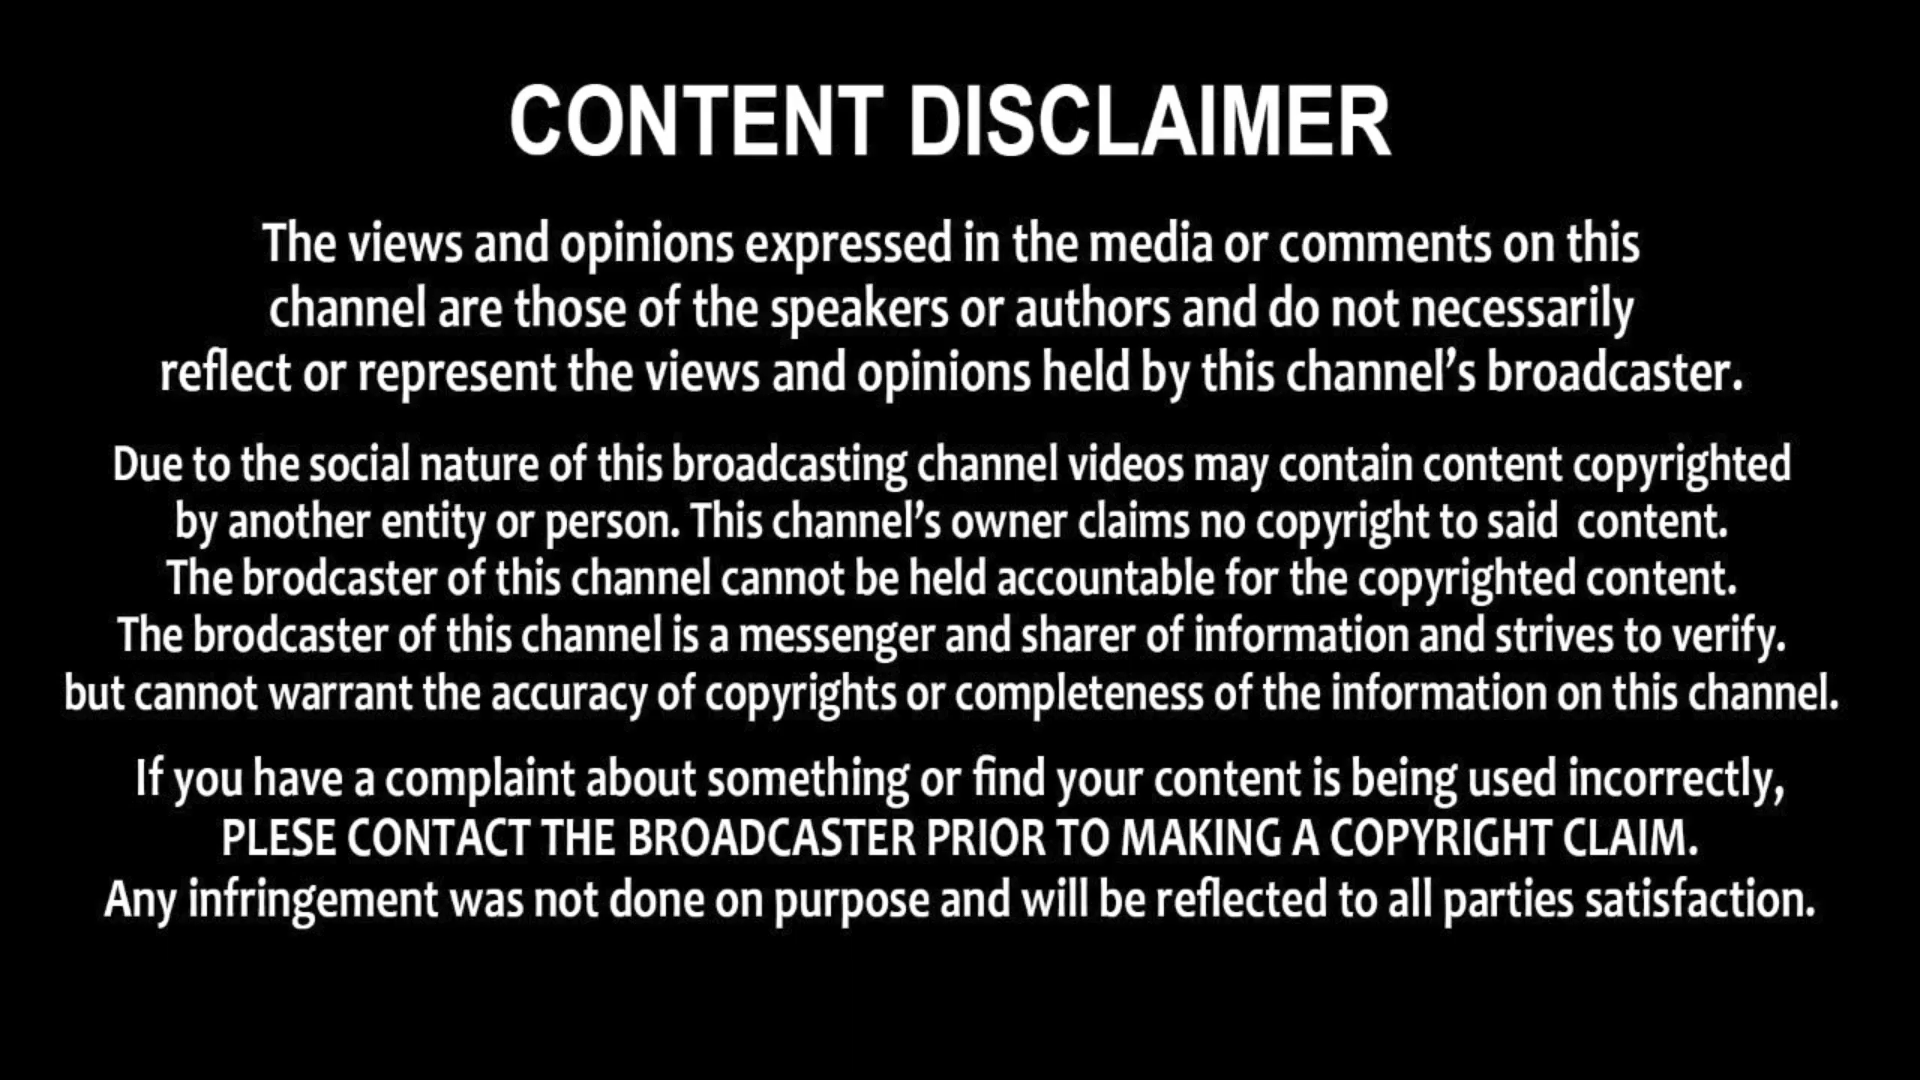 CONTENT DISCLAIMER
The views and opinions expressed in the media or comments on this
channel are those of the speakers or authors and do not necessarily
reflect or represent the views and opinions held by this channel’s broadcaster.
Due to the social nature of this broadcasting channel videos may contain content copyrighted
by another entity or person. This channel’s owner claims no copyright to said content.
The brodcaster of this channel cannot be held accountable for the copyrighted content.
The brodcaster of this channel is a messenger and sharer of information and strives to verify.
but cannot warrant the accuracy of copyrights or completeness of the information on this channel.
If you have a complaint about something or find your content is being used incorrectly,
PLESE CONTACT THE BROADCASTER PRIOR TO MAKING A COPYRIGHT CLAIM.
Any infringement was not done on purpose and will be reflected to all parties satisfaction.